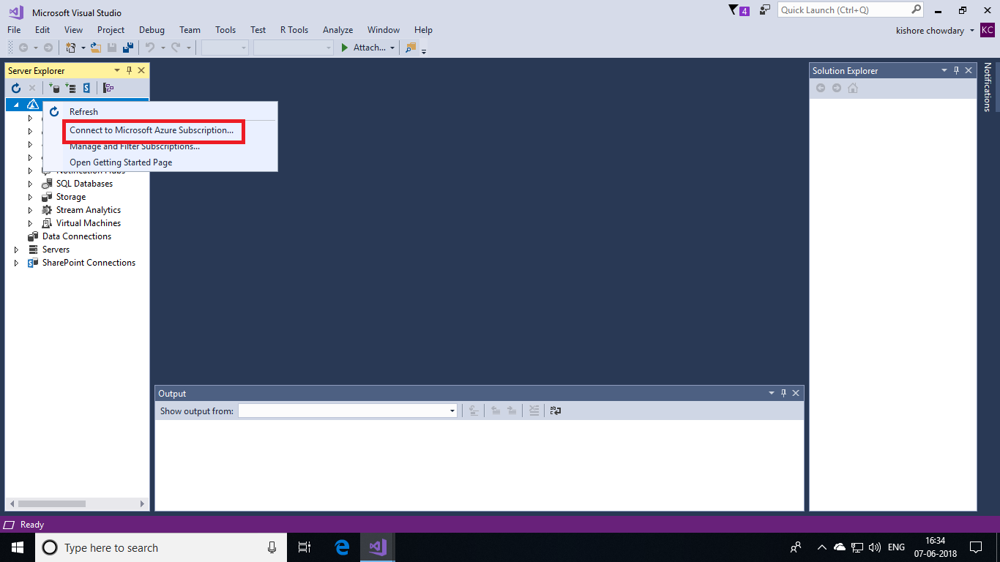 Microsoft Visual Studio
4
Quick Launch (Ctrl+Q)
File Edit View Project Debug Team Tools Test R Tools Analyze Window Help
kishore chowdary KC
Attach...
Server Explorer
Refresh
Connect to Microsoft Azure Subscription...
Manage and Filter Subscriptions...
Open Getting Started Page
Notification Hubs
SQL Databases
Storage
Stream Analytics
Virtual Machines
Data Connections
Servers
SharePoint Connections
Output
Show output from:
Solution Explorer
Notifications
Ready
Type here to search
ENG
16:34
07-06-2018